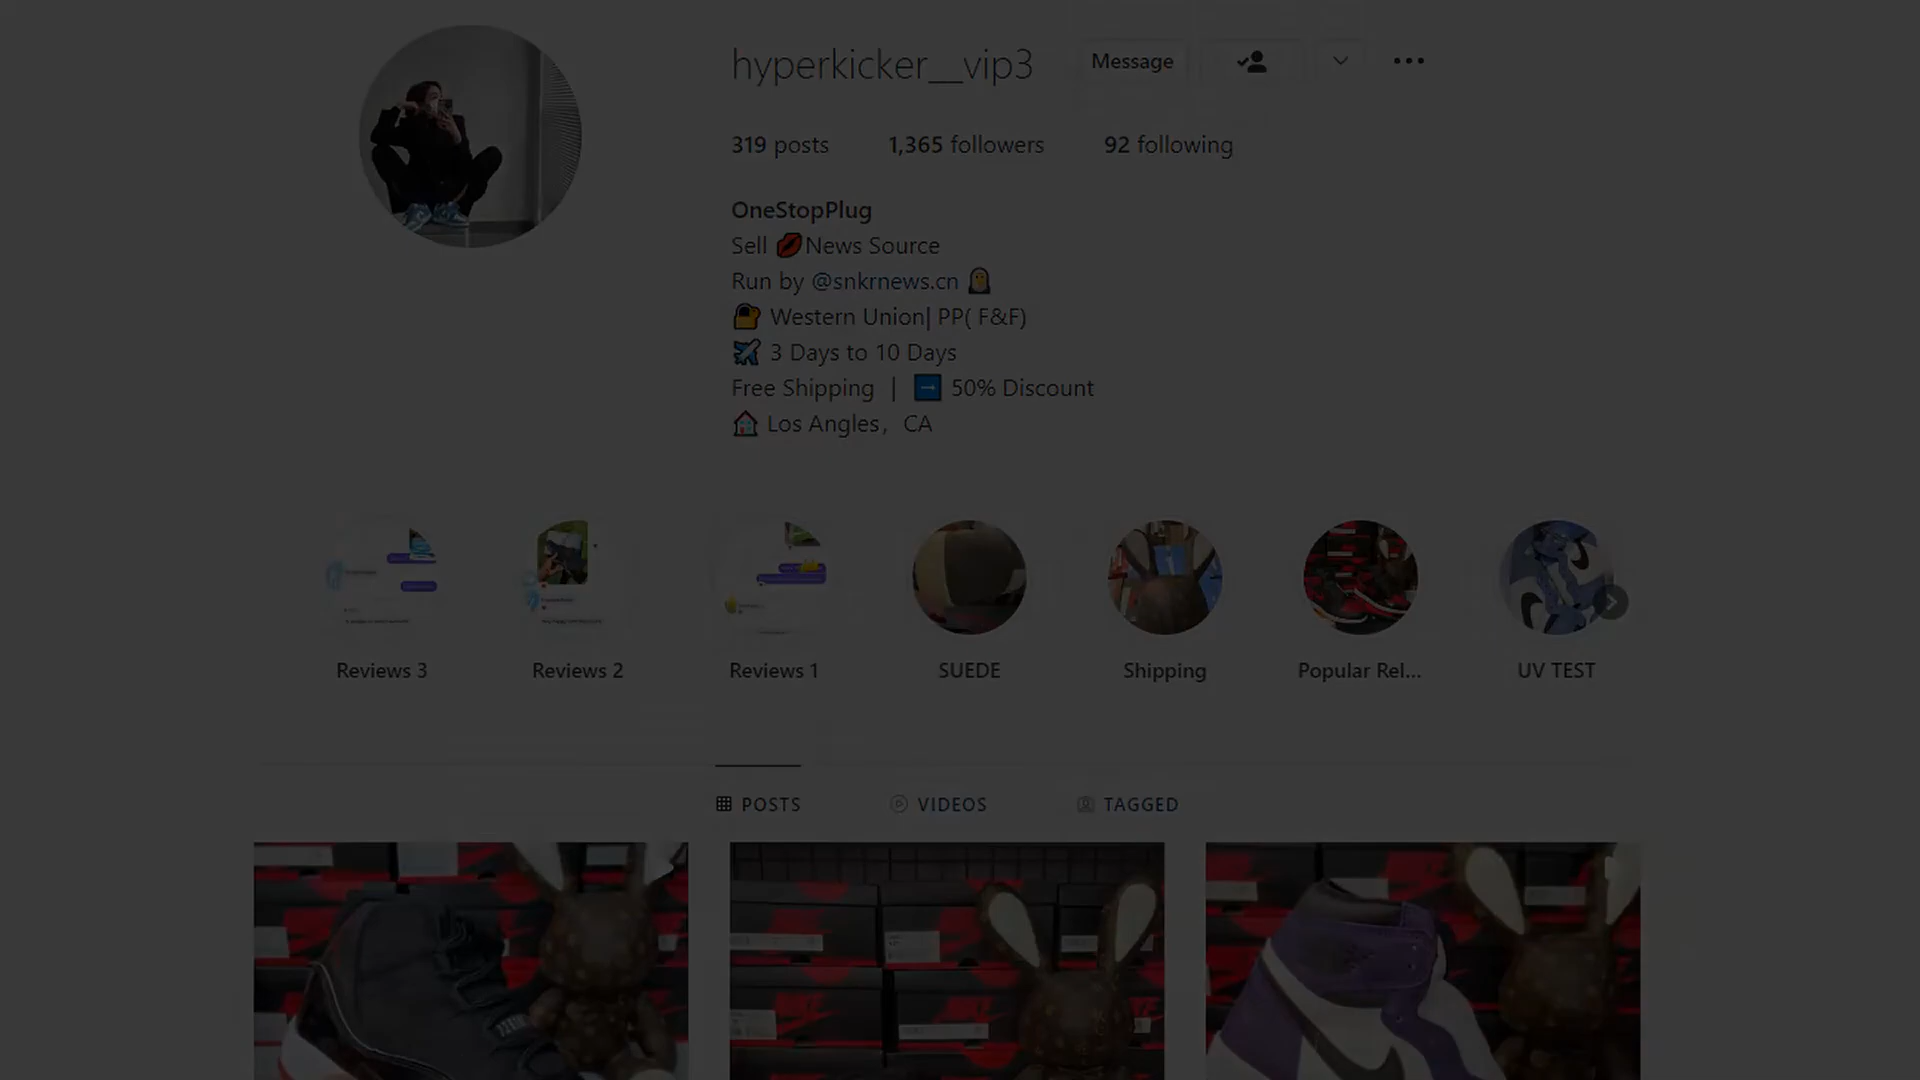 hyperkicker__vip3
Message
319 posts
1,365 followers
92 following
OneStopPlug
Sell 💋News Source
Run by @snkrnews.cn
🔐 Western Union| PP( F&F)
✈️ 3 Days to 10 Days
Free Shipping | ➡️ 50% Discount
🏠 Los Angles，CA
Reviews 3
Reviews 2
Reviews 1
SUEDE
Shipping
Popular Rel...
UV TEST
POSTS
VIDEOS
TAGGED